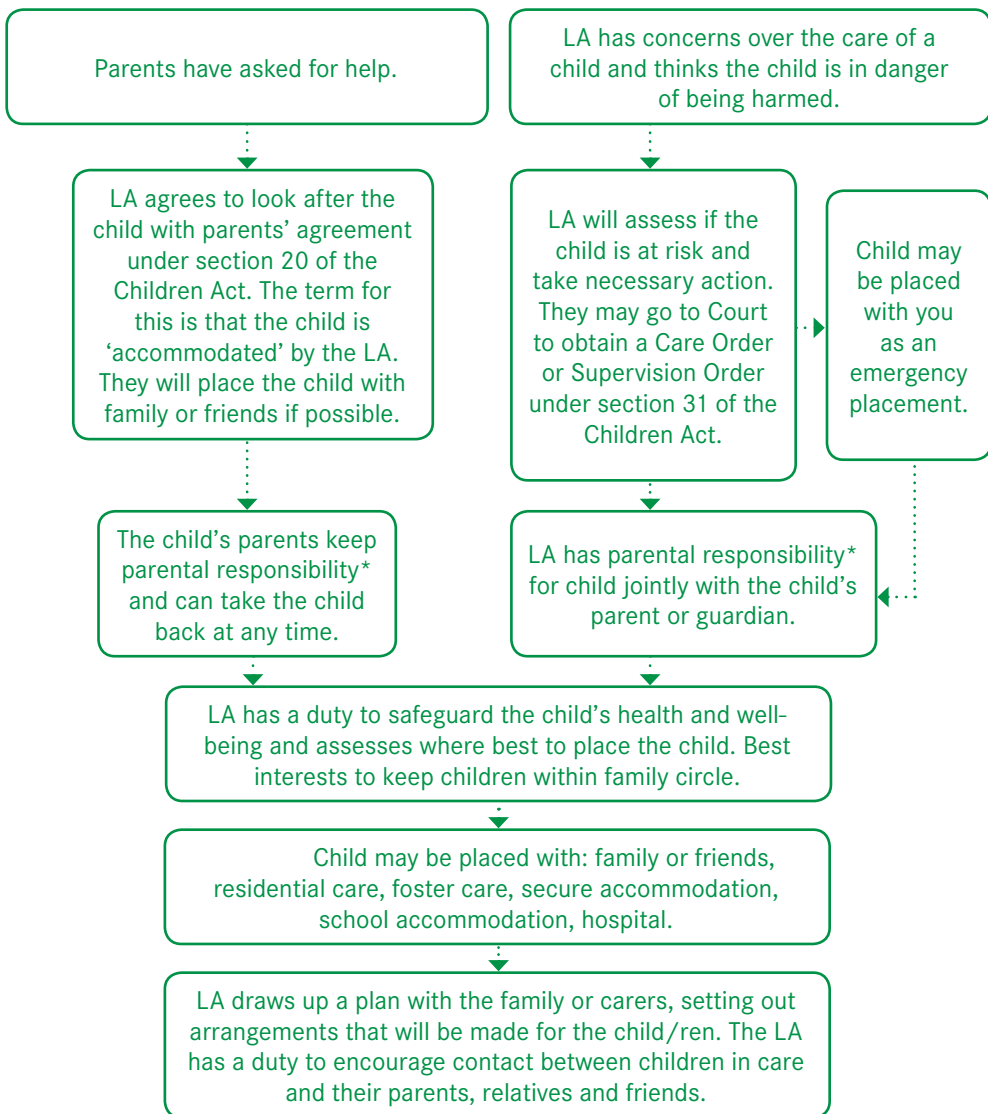 Parents have asked for help.
LA has concerns over the care of a
child and thinks the child is in danger
of being harmed.
LA agrees to look after the
child with parents’ agreement
under section 20 of the
Children Act. The term for
this is that the child is
‘accommodated’ by the LA.
They will place the child with
family or friends if possible.
LA will assess if the
child is at risk and
take necessary action.
They may go to Court
to obtain a Care Order
or Supervision Order
under section 31 of the
Children Act.
Child may
be placed
with you
as an
emergency
placement.
The child’s parents keep
parental responsibility*
and can take the child
back at any time.
LA has parental responsibility*
for child jointly with the child’s
parent or guardian.
LA has a duty to safeguard the child’s health and well-
being and assesses where best to place the child. Best
interests to keep children within family circle.
Child may be placed with: family or friends,
residential care, foster care, secure accommodation,
school accommodation, hospital.
LA draws up a plan with the family or carers, setting out
arrangements that will be made for the child/ren. The LA
has a duty to encourage contact between children in care
and their parents, relatives and friends.